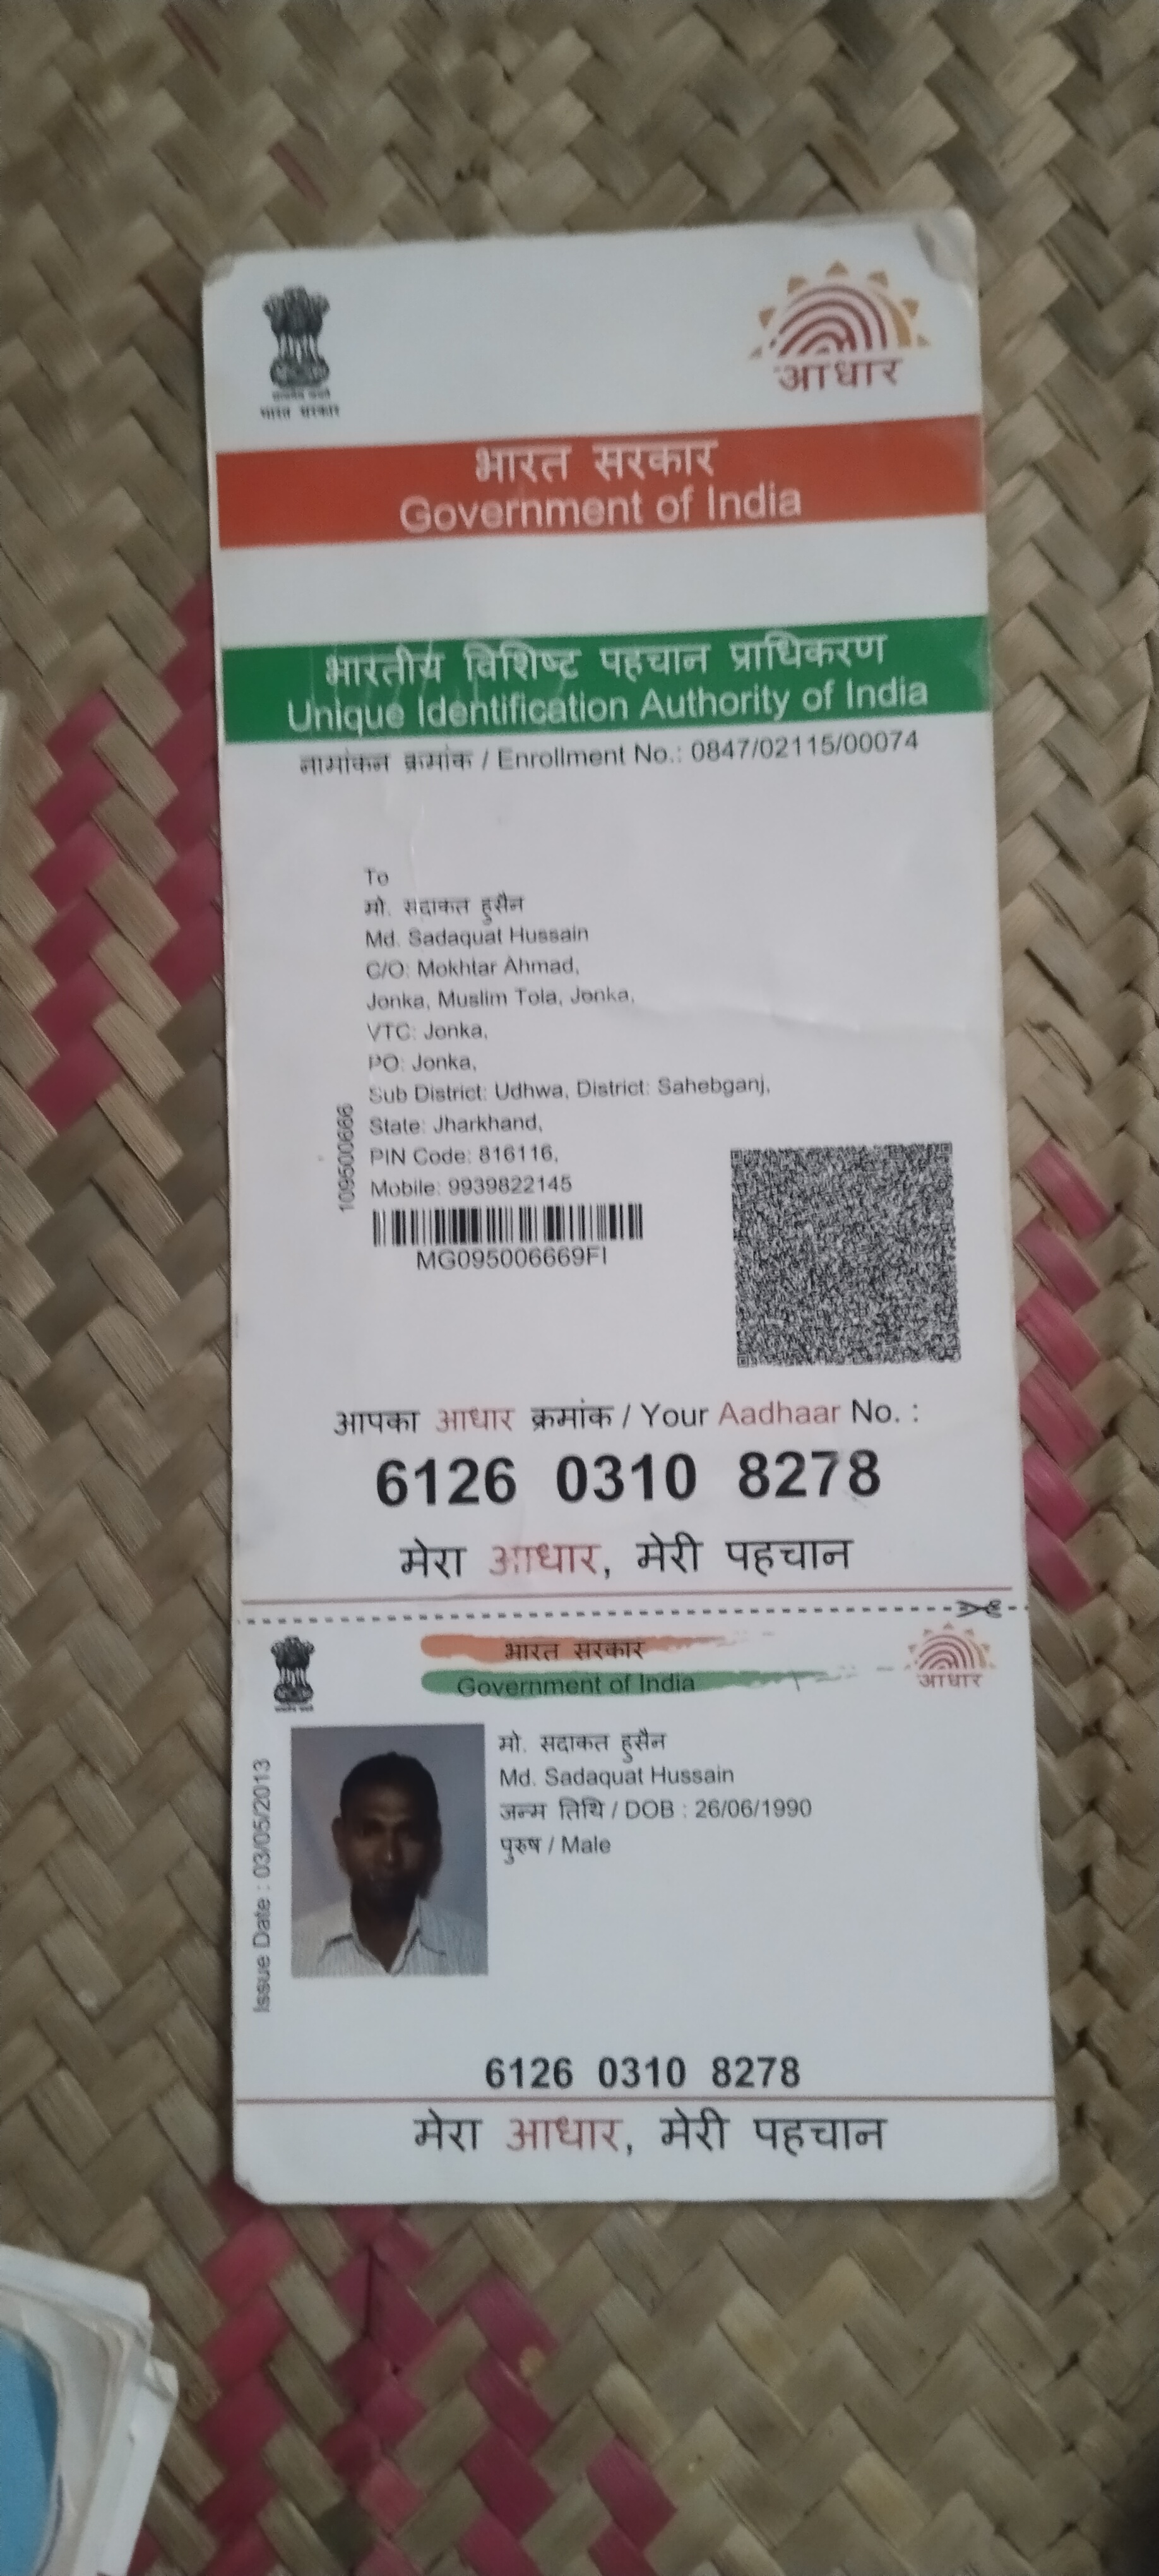 भारत सरकार
आधार
भारत सरकार
Government of India
भारतीय विशिष्ट पहचान प्राधिकरण
Unique Identification Authority of India
नामांकन क्रमांक / Enrollment No.: 0847/02115/00074
To
मो. सदाकत हुसैन
Md. Sadaquat Hussain
C/O: Mokhtar Ahmad,
Jonka, Muslim Tola, Jonka,
VTC: Jonka,
PO: Jonka,
Sub District: Udhwa, District: Sahebganj,
State: Jharkhand,
PIN Code: 816116,
Mobile: 9939822145
MG095006669FI
आपका आधार क्रमांक / Your Aadhaar No. :
6126 0310 8278
मेरा आधार, मेरी पहचान
भारत सरकार
Government of India
आधार
मो. सदाकत हुसैन
Md. Sadaquat Hussain
जन्म तिथि / DOB : 26/06/1990
पुरुष / Male
Issue Date : 03/05/2013
6126 0310 8278
मेरा आधार, मेरी पहचान